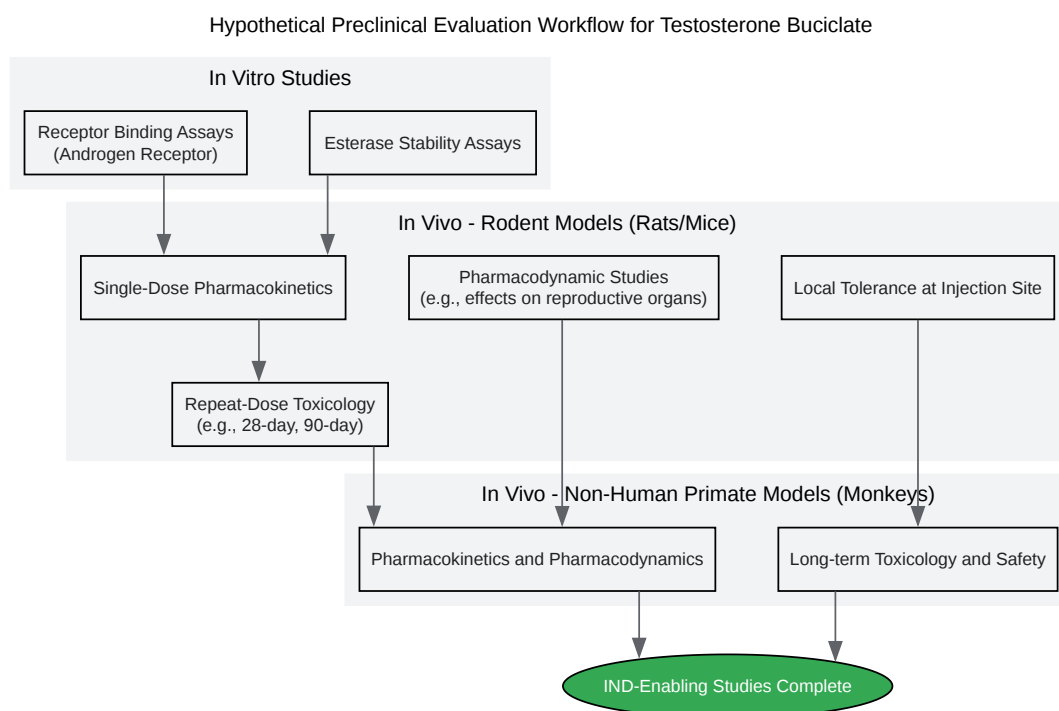 Hypothetical Preclinical Evaluation Workflow for Testosterone Buciclate
In Vitro Studies
Receptor Binding Assays
(Androgen Receptor)
Esterase Stability Assays
In Vivo - Rodent Models (Rats/Mice)
Single-Dose Pharmacokinetics
Pharmacodynamic Studies
(e.g., effects on reproductive organs)
Local Tolerance at Injection Site
Repeat-Dose Toxicology
(e.g., 28-day, 90-day)
In Vivo - Non-Human Primate Models (Monkeys)
Pharmacokinetics and Pharmacodynamics
Long-term Toxicology and Safety
IND-Enabling Studies Complete